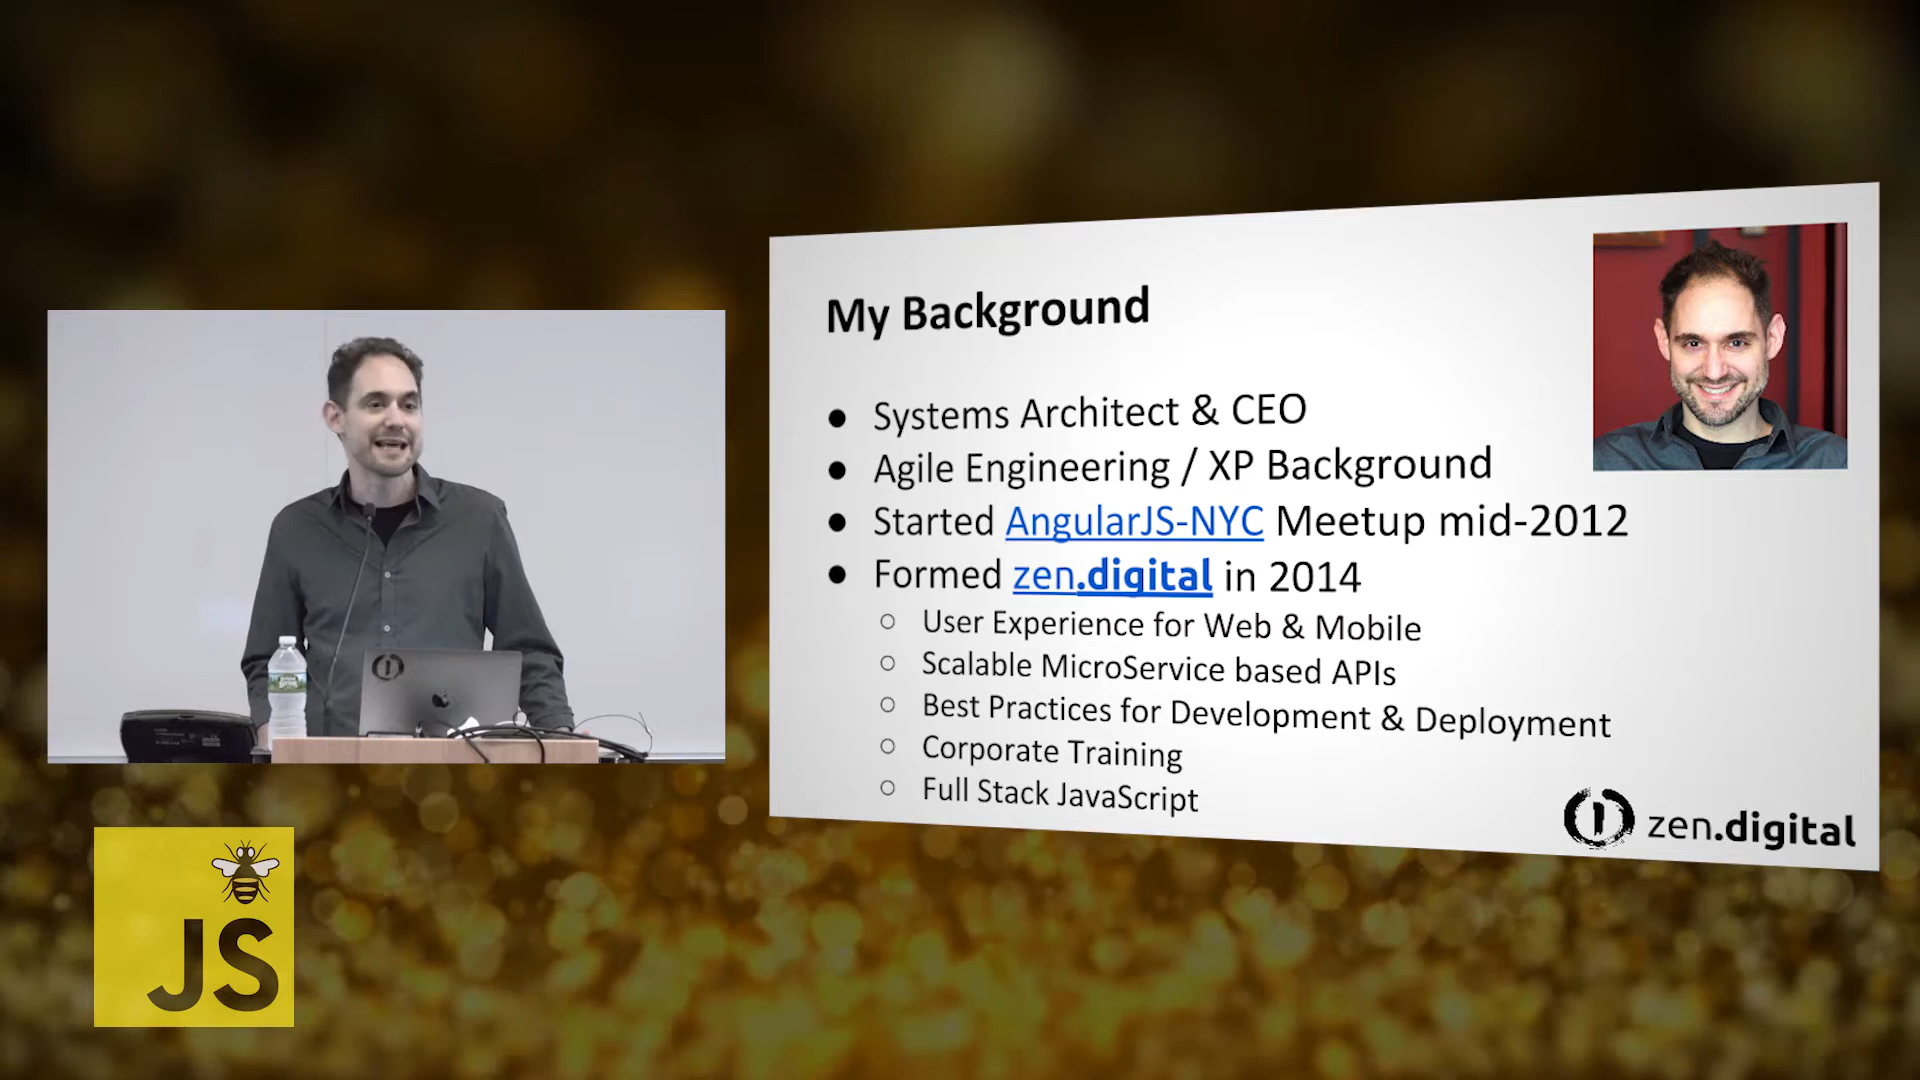 My Background
● Systems Architect & CEO
● Agile Engineering / XP Background
● Started AngularJS-NYC Meetup mid-2012
● Formed zen.digital in 2014
○ User Experience for Web & Mobile
○ Scalable MicroService based APIs
○ Best Practices for Development & Deployment
○ Corporate Training
○ Full Stack JavaScript
zen.digital
JS